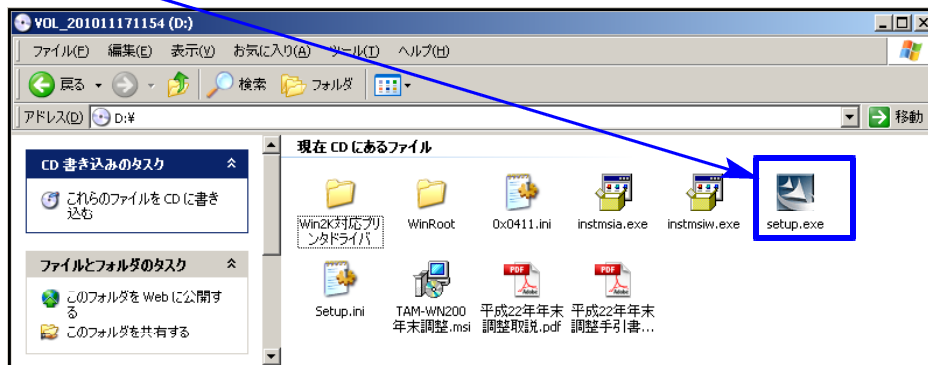 VOL_201011171154 (D:)
ファイル(F) 編集(E) 表示(V) お気に入り(A) ツール(T) ヘルプ(H)
戻る 検索 フォルダ
アドレス(D) D:¥ 移動
CD 書き込みのタスク
これらのファイルを CD に書き
込む
ファイルとフォルダのタスク
このフォルダを Web に公開す
る
このフォルダを共有する
現在 CD にあるファイル
Win2K対応プリ
ンタドライバ
WinRoot
0x0411.ini
instmsia.exe
instmsiw.exe
setup.exe
Setup.ini
TAM-WN200
年末調整.msi
PDF
Adobe
平成22年年末
調整取説.pdf
PDF
Adobe
平成22年年末
調整手引書...